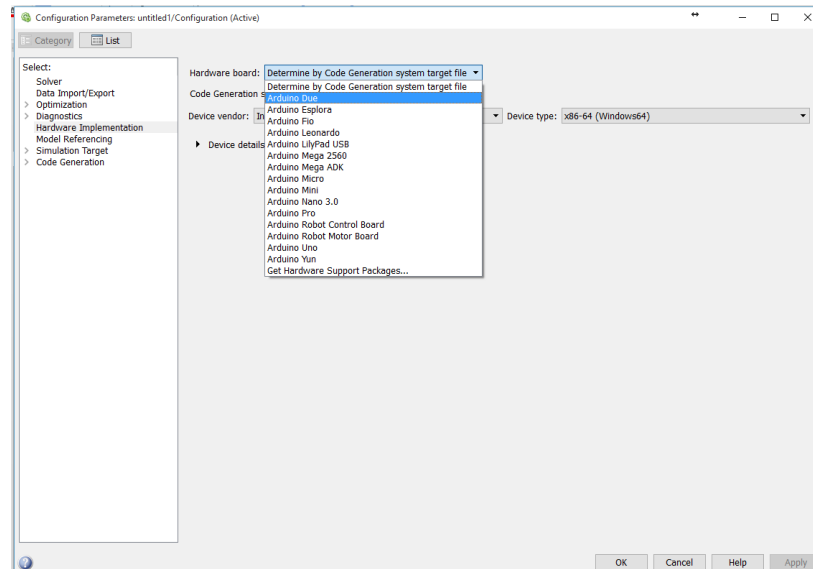 Configuration Parameters: untitled1/Configuration (Active)
Category List
Select:
Solver
Data Import/Export
Optimization
Diagnostics
Hardware Implementation
Model Referencing
Simulation Target
Code Generation
Hardware board: Determine by Code Generation system target file
Determine by Code Generation system target file
Code Generation s
Arduino Due
Arduino Esplora
Device vendor: In
Device type: x86-64 (Windows64)
Arduino Fio
Arduino Leonardo
Device details
Arduino LilyPad USB
Arduino Mega 2560
Arduino Mega ADK
Arduino Micro
Arduino Mini
Arduino Nano 3.0
Arduino Pro
Arduino Robot Control Board
Arduino Robot Motor Board
Arduino Uno
Arduino Yun
Get Hardware Support Packages...
OK Cancel Help Apply